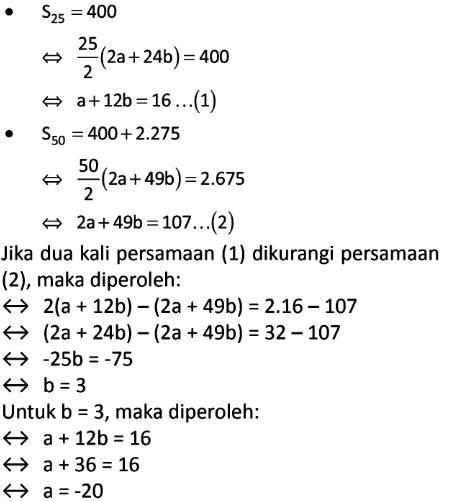 • S₂₅ = 400
⇔ 25/2 (2a + 24b) = 400
⇔ a + 12b = 16 ...(1)
• S₅₀ = 400 + 2.275
⇔ 50/2 (2a + 49b) = 2.675
⇔ 2a + 49b = 107...(2)
Jika dua kali persamaan (1) dikurangi persamaan
(2), maka diperoleh:
↔ 2(a + 12b) – (2a + 49b) = 2.16 – 107
↔ (2a + 24b) – (2a + 49b) = 32 – 107
↔ -25b = -75
↔ b = 3
Untuk b = 3, maka diperoleh:
↔ a + 12b = 16
↔ a + 36 = 16
↔ a = -20